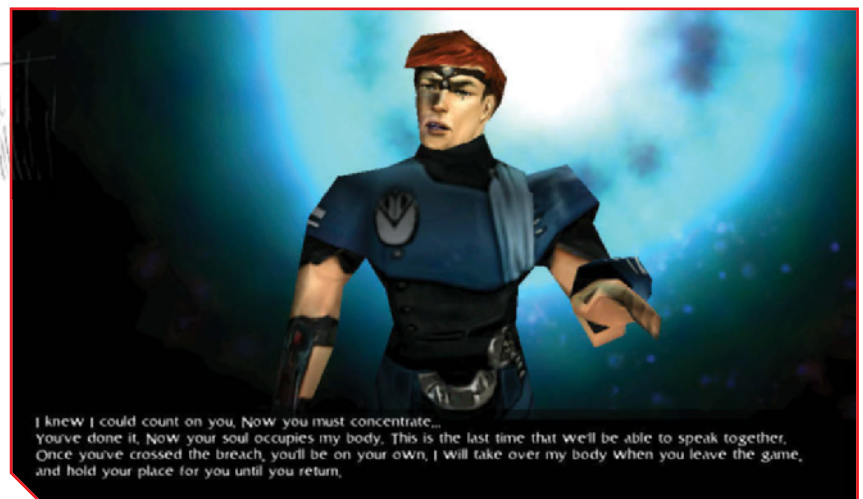 I knew I could count on you, Now you must concentrate...
You've done it, Now your soul occupies my body, This is the last time that we'll be able to speak together,
Once you've crossed the breach, you'll be on your own, I will take over my body when you leave the game,
and hold your place for you until you return,